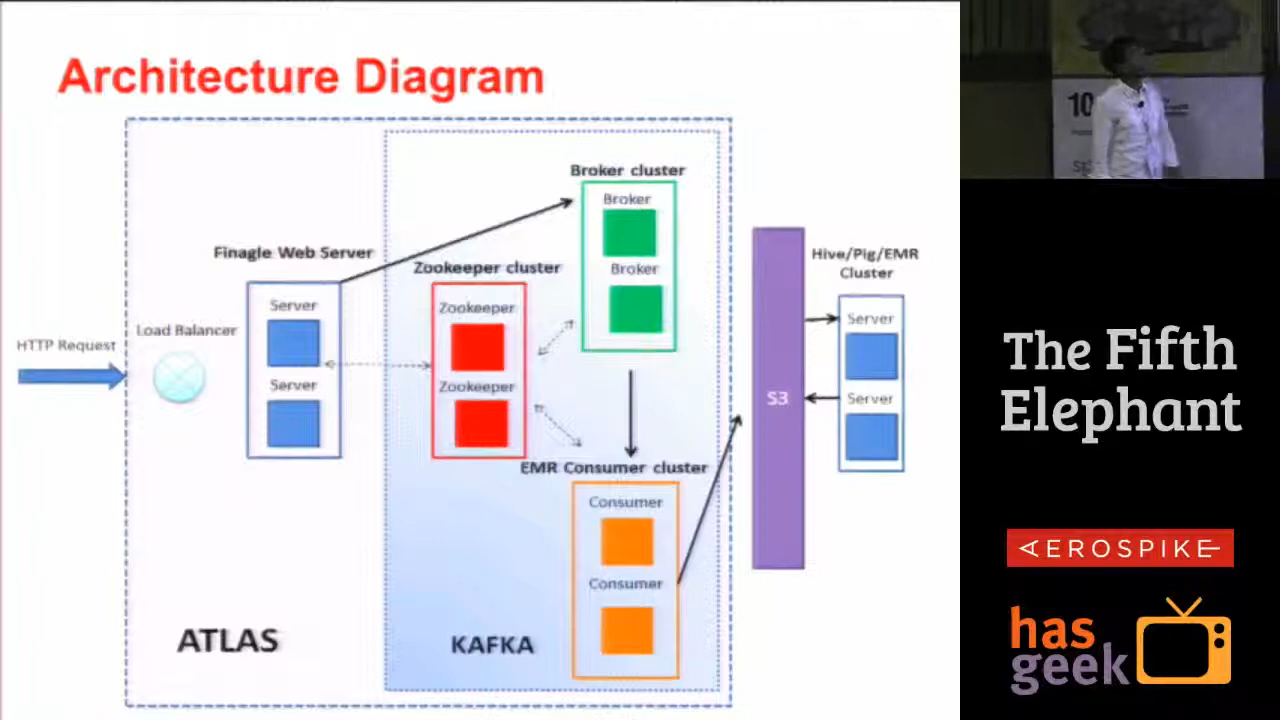 Architecture Diagram
Broker cluster
Broker
Broker
Finagle Web Server
Zookeeper cluster
Server
Server
Zookeeper
Zookeeper
Load Balancer
HTTP Request
EMR Consumer cluster
Consumer
Consumer
ATLAS
KAFKA
S3
Hive/Pig/EMR
Cluster
Server
Server
10
The Fifth
Elephant
AEROSPIKE
has
geek